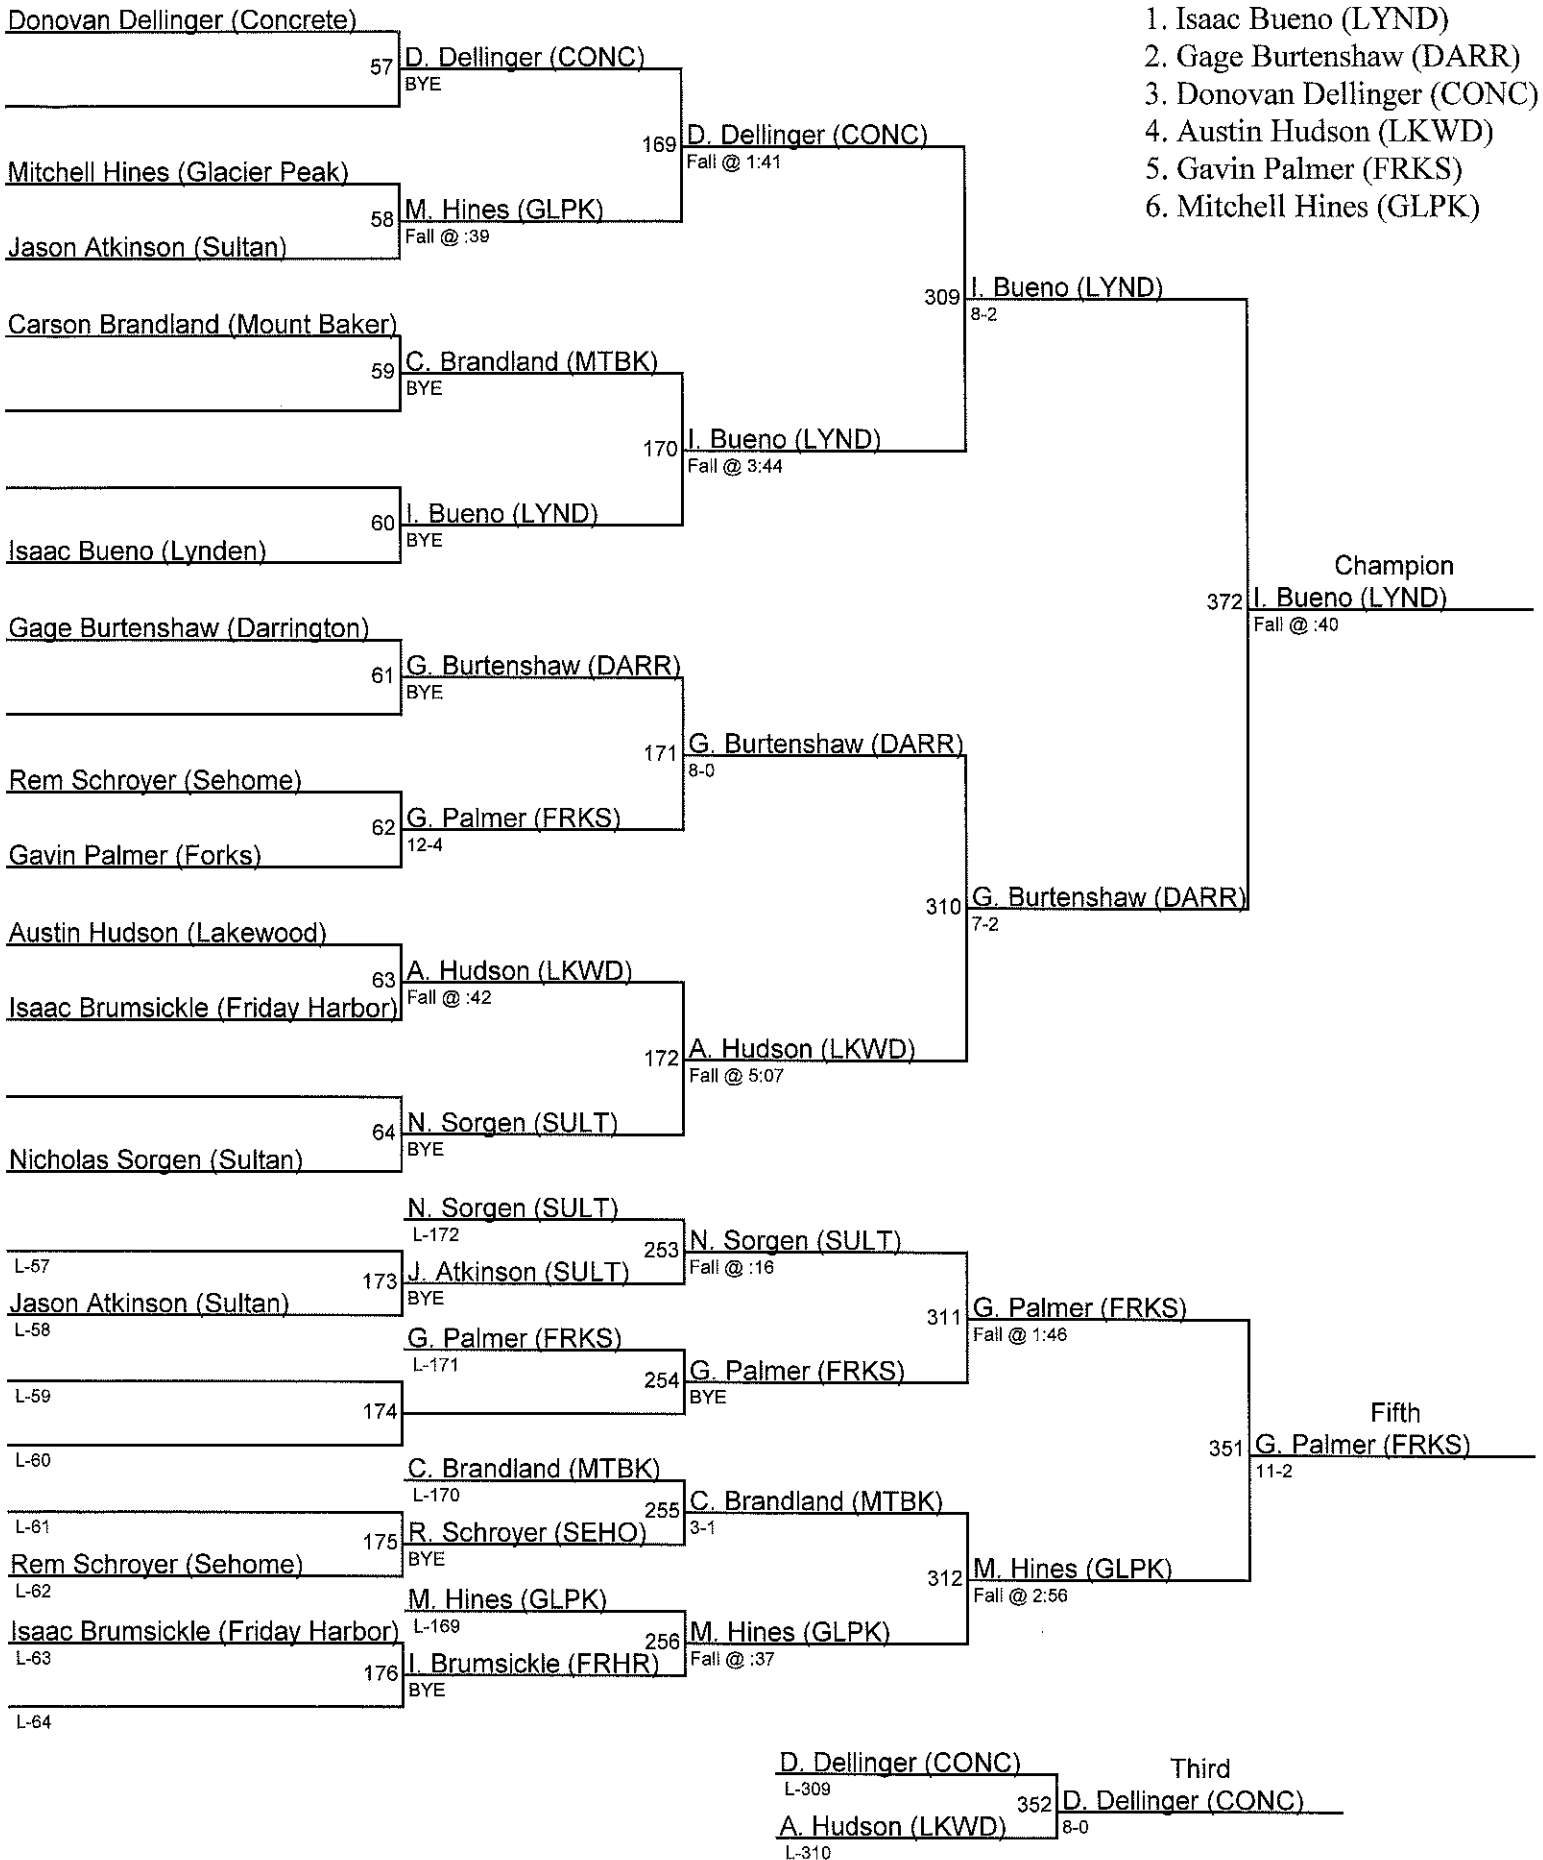 1. Isaac Bueno (LYND)
2. Gage Burtenshaw (DARR)
3. Donovan Dellinger (CONC)
4. Austin Hudson (LKWD)
5. Gavin Palmer (FRKS)
6. Mitchell Hines (GLPK)
Donovan Dellinger (Concrete)
57 D. Dellinger (CONC)
BYE
169 D. Dellinger (CONC)
Fall @ 1:41
Mitchell Hines (Glacier Peak)
58 M. Hines (GLPK)
Fall @ :39
Jason Atkinson (Sultan)
309 I. Bueno (LYND)
8-2
Carson Brandland (Mount Baker)
59 C. Brandland (MTBK)
BYE
170 I. Bueno (LYND)
Fall @ 3:44
60 I. Bueno (LYND)
BYE
Isaac Bueno (Lynden)
Champion
372 I. Bueno (LYND)
Fall @ :40
Gage Burtenshaw (Darrington)
61 G. Burtenshaw (DARR)
BYE
171 G. Burtenshaw (DARR)
8-0
Rem Schroyer (Sehome)
62 G. Palmer (FRKS)
12-4
Gavin Palmer (Forks)
310 G. Burtenshaw (DARR)
7-2
Austin Hudson (Lakewood)
63 A. Hudson (LKWD)
Fall @ :42
Isaac Brumsickle (Friday Harbor)
172 A. Hudson (LKWD)
Fall @ 5:07
64 N. Sorgen (SULT)
BYE
Nicholas Sorgen (Sultan)
N. Sorgen (SULT)
L-172
253 N. Sorgen (SULT)
Fall @ :16
L-57
173 J. Atkinson (SULT)
BYE
Jason Atkinson (Sultan)
L-58
311 G. Palmer (FRKS)
Fall @ 1:46
G. Palmer (FRKS)
L-171
254 G. Palmer (FRKS)
BYE
L-59
174
L-60
Fifth
351 G. Palmer (FRKS)
11-2
C. Brandland (MTBK)
L-170
255 C. Brandland (MTBK)
3-1
L-61
175 R. Schroyer (SEHO)
BYE
Rem Schroyer (Sehome)
L-62
312 M. Hines (GLPK)
Fall @ 2:56
M. Hines (GLPK)
L-169
256 M. Hines (GLPK)
Fall @ :37
Isaac Brumsickle (Friday Harbor)
L-63
176 I. Brumsickle (FRHR)
BYE
L-64
D. Dellinger (CONC)
L-309
Third
352 D. Dellinger (CONC)
8-0
A. Hudson (LKWD)
L-310